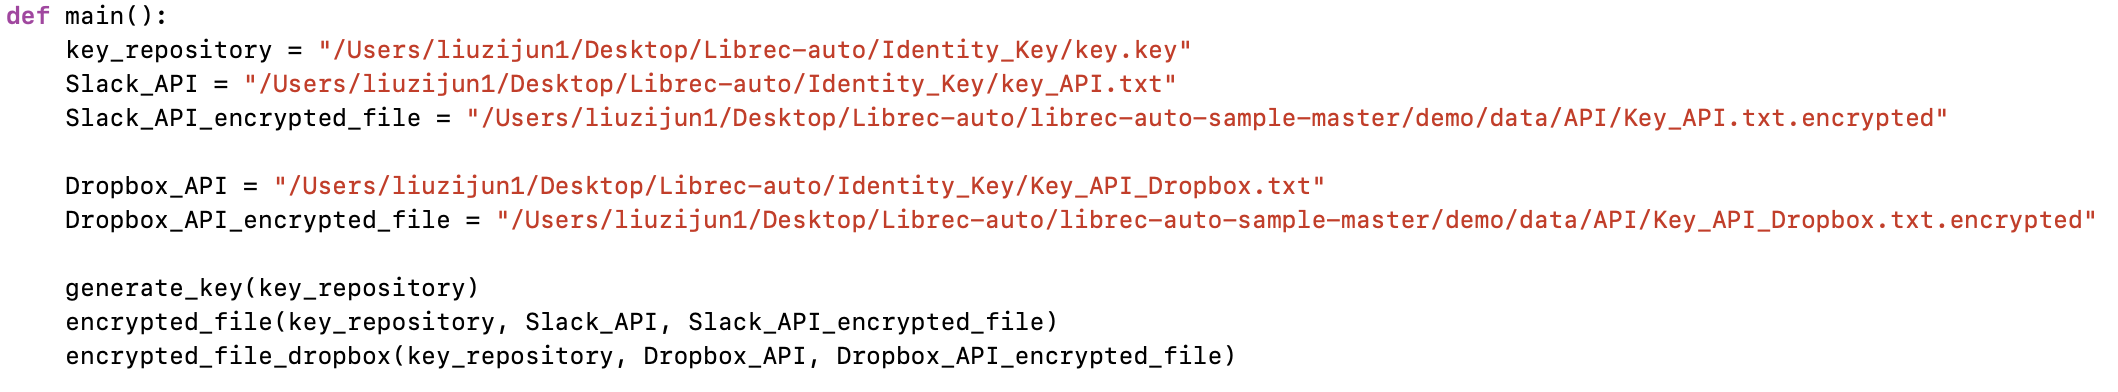 def main():
    key_repository = "/Users/liuzijun1/Desktop/Librec-auto/Identity_Key/key.key"
    Slack_API = "/Users/liuzijun1/Desktop/Librec-auto/Identity_Key/key_API.txt"
    Slack_API_encrypted_file = "/Users/liuzijun1/Desktop/Librec-auto/librec-auto-sample-master/demo/data/API/Key_API.txt.encrypted"

    Dropbox_API = "/Users/liuzijun1/Desktop/Librec-auto/Identity_Key/Key_API_Dropbox.txt"
    Dropbox_API_encrypted_file = "/Users/liuzijun1/Desktop/Librec-auto/librec-auto-sample-master/demo/data/API/Key_API_Dropbox.txt.encrypted"

    generate_key(key_repository)
    encrypted_file(key_repository, Slack_API, Slack_API_encrypted_file)
    encrypted_file_dropbox(key_repository, Dropbox_API, Dropbox_API_encrypted_file)